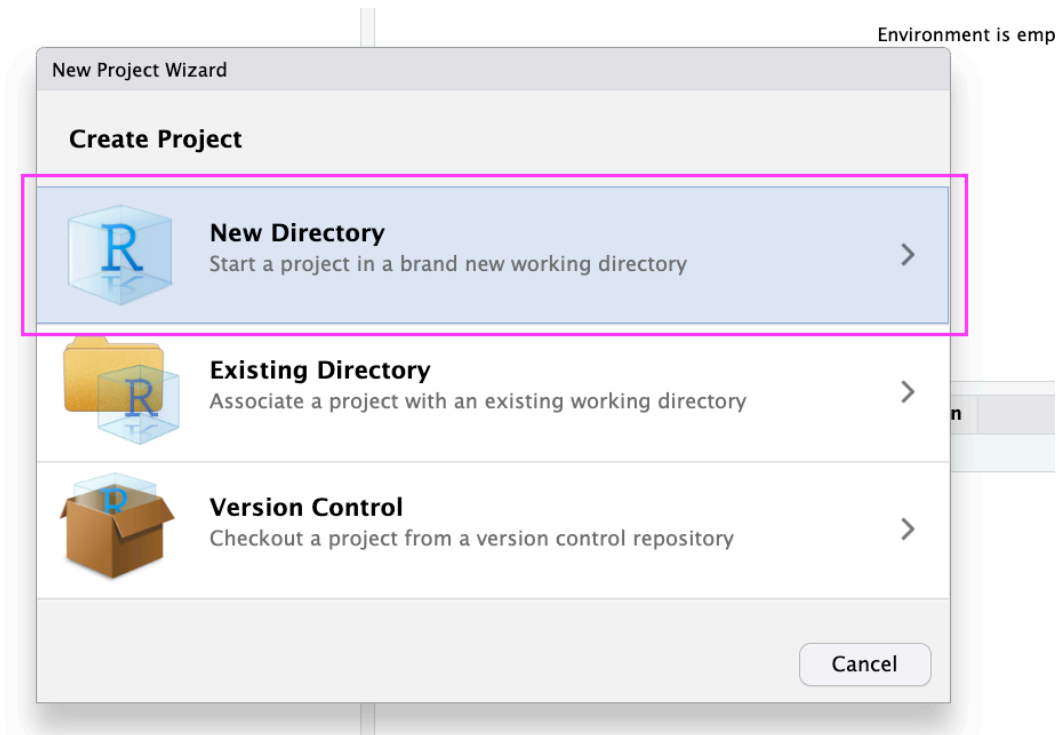 Environment is emp
New Project Wizard
Create Project
R
New Directory
Start a project in a brand new working directory
R
Existing Directory
Associate a project with an existing working directory
n
R
Version Control
Checkout a project from a version control repository
Cancel